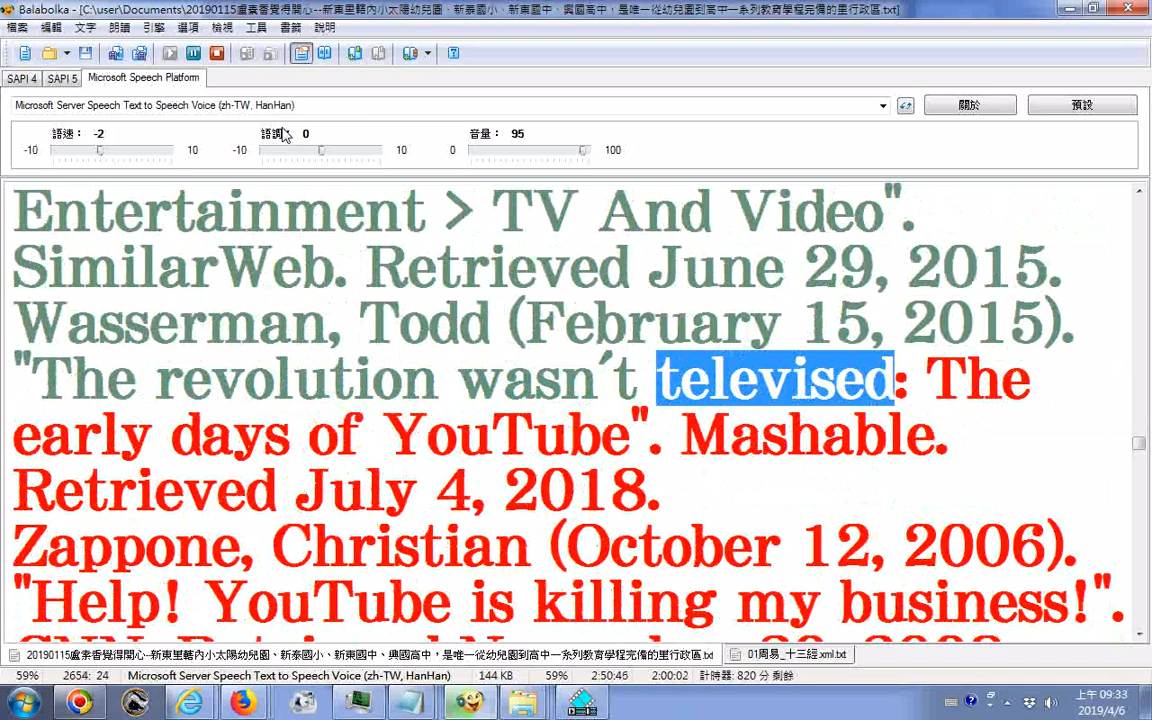 Balabolka - [C:\user\Documents\20190115盧素香覺得開心--新東里轄內小太陽幼兒園、新泰國小、新東國中、興國高中，是唯一從幼兒園到高中一系列教育學程完備的里行政區.txt]
檔案 編輯 文字 朗讀 引擎 選項 檢視 工具 書籤 說明
SAPI 4 SAPI 5 Microsoft Speech Platform
Microsoft Server Speech Text to Speech Voice (zh-TW, HanHan) 關於 預設
語速： -2 語調： 0 音量： 95
-10 10 -10 10 0 100
Entertainment > TV And Video".
SimilarWeb. Retrieved June 29, 2015.
Wasserman, Todd (February 15, 2015).
"The revolution wasn´t televised: The
early days of YouTube". Mashable.
Retrieved July 4, 2018.
Zappone, Christian (October 12, 2006).
"Help! YouTube is killing my business!".
20190115盧素香覺得開心--新東里轄內小太陽幼兒園、新泰國小、新東國中、興國高中，是唯一從幼兒園到高中一系列教育學程完備的里行政區.txt 01周易_十三經.xml.txt
59% 2654: 24 Microsoft Server Speech Text to Speech Voice (zh-TW, HanHan) 144 KB 59% 2:50:46 2:00:02 計時器: 820 分 剩餘
上午 09:33
2019/4/6